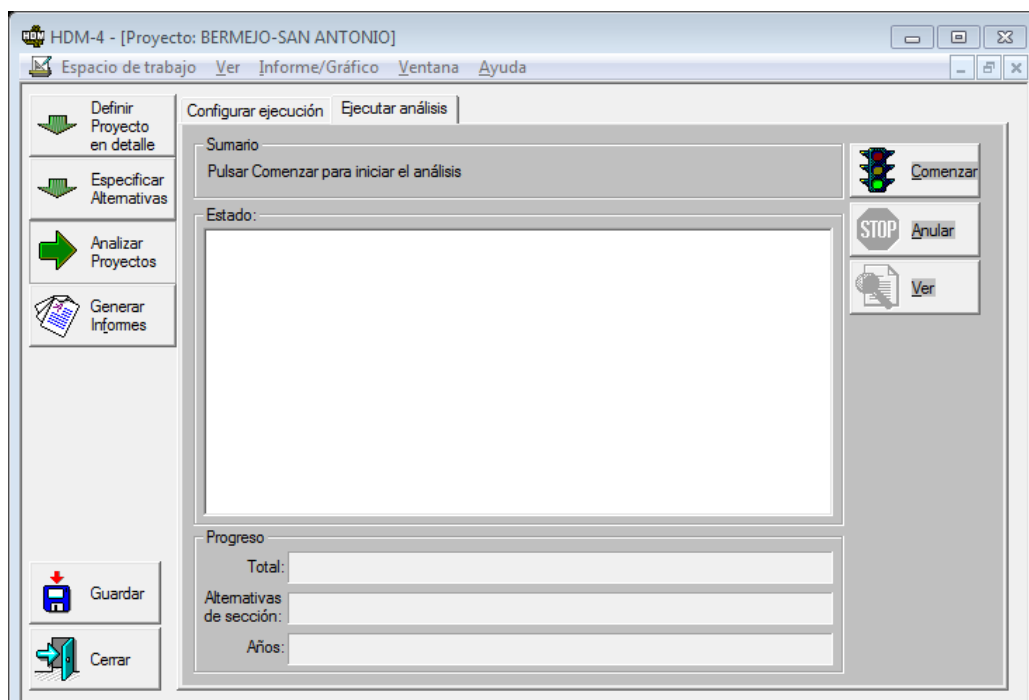 HDM-4 - [Proyecto: BERMEJO-SAN ANTONIO]
Espacio de trabajo Ver Informe/Gráfico Ventana Ayuda
Definir
Proyecto
en detalle
Especificar
Alternativas
Analizar
Proyectos
Generar
Informes
Guardar
Cerrar
Configurar ejecución Ejecutar análisis
Sumario
Pulsar Comenzar para iniciar el análisis
Estado:
Progreso
Total:
Alternativas
de sección:
Años:
Comenzar
STOP Anular
Ver